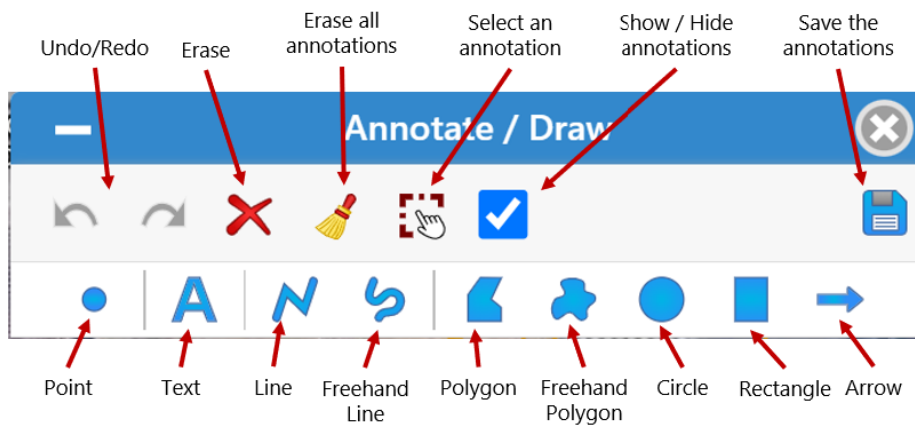 Undo/Redo
Erase
Erase all
annotations
Select an
annotation
Show / Hide
annotations
Save the
annotations
Annotate / Draw
A
Point
Text
Line
Freehand
Line
Polygon
Freehand
Polygon
Circle
Rectangle
Arrow